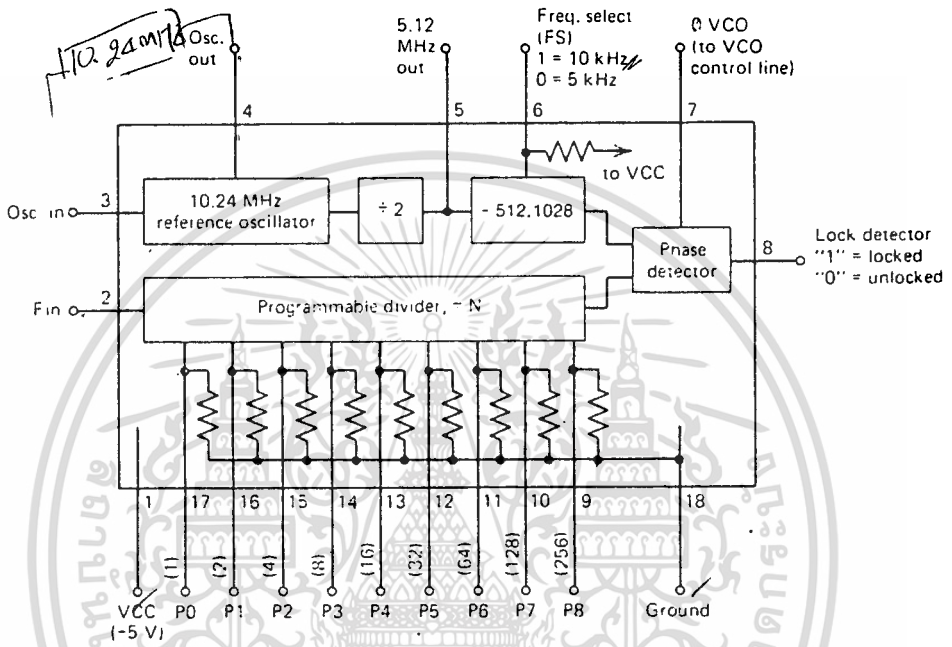 10.24MHz
Osc.
out
5.12
MHz
out
Freq. select
(FS)
1 = 10 kHz
0 = 5 kHz
0 VCO
(to VCO
control line)
4
5
6
7
to VCC
Osc in
3
10.24 MHz
reference oscillator
÷ 2
- 512.1028
Phase
detector
8
Lock detector
"1" = locked
"0" = unlocked
Fin
2
Programmable divider, ÷ N
1
17
16
15
14
13
12
11
10
9
18
(1)
(2)
(4)
(8)
(16)
(32)
(64)
(128)
(256)
VCC
(-5 V)
P0
P1
P2
P3
P4
P5
P6
P7
P8
Ground